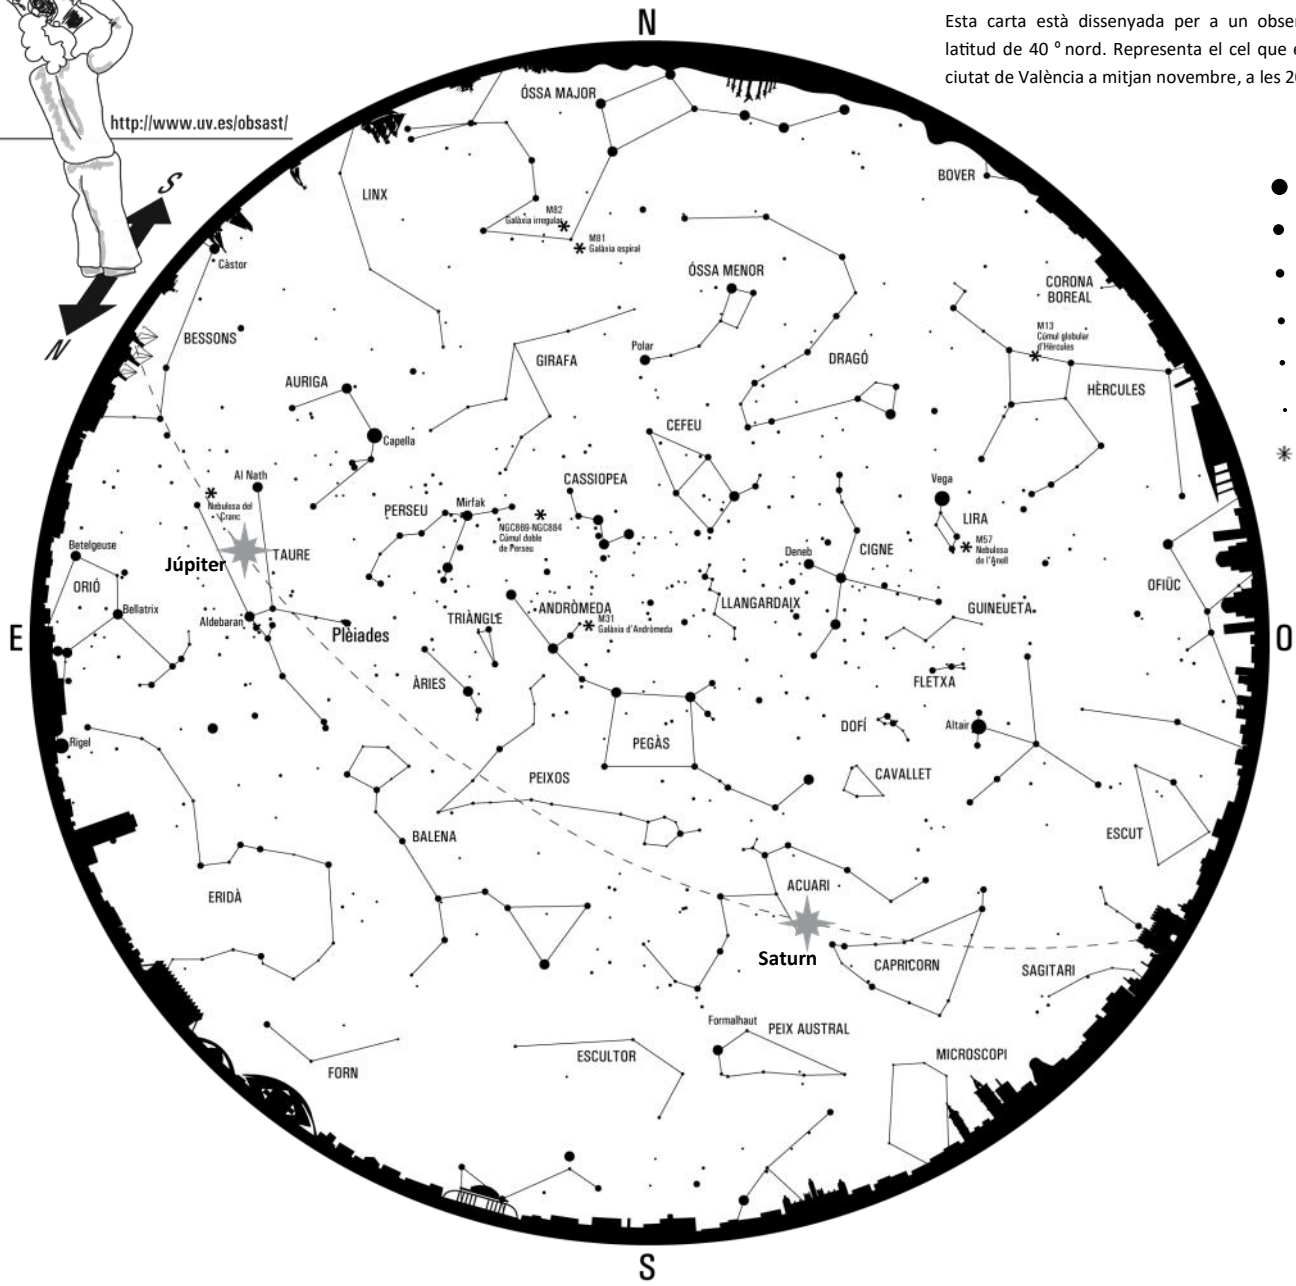 N
Esta carta està dissenyada per a un
latitud de 40 º nord. Representa el cel que
ciutat de València a mitjan novembre, a les
http://www.uv.es/obsast/
S
N
ÓSSA MAJOR
BOVER
LINX
M82
Galàxia irregular
M81
Galàxia espiral
Càstor
ÓSSA MENOR
CORONA
BOREAL
BESSONS
M13
Cúmul globular
d'Hèrcules
Polar
GIRAFA
DRAGÓ
AURIGA
HÈRCULES
Capella
CEFEU
Al Nath
CASSIOPEA
Vega
Nebulosa del
Cranc
PERSEU
Mirfak
NGC869-NGC884
Cúmul doble
de Perseu
LIRA
M57
Nebulosa
de l'Anell
Betelgeuse
Júpiter
TAURE
Deneb
CIGNE
ORIÓ
OFIÜC
Bellatrix
Aldebaran
Plèiades
TRIÀNGLE
ANDRÒMEDA
M31
Galàxia d'Andròmeda
LLANGARDAIX
GUINEUETA
E
O
ÀRIES
FLETXA
Rigel
PEGÀS
DOFÍ
Altair
PEIXOS
CAVALLET
BALENA
ESCUT
ERIDÀ
ACUARI
Saturn
CAPRICORN
SAGITARI
Formalhaut
PEIX AUSTRAL
FORN
ESCULTOR
MICROSCOPI
S